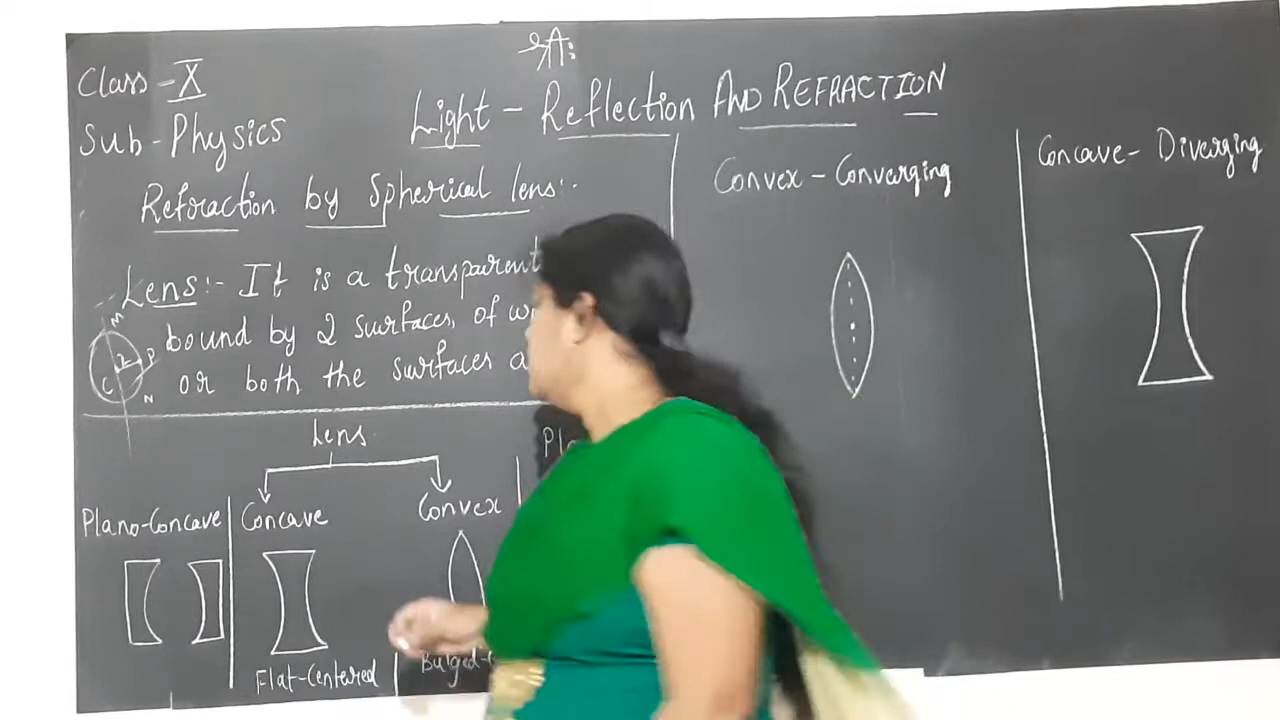 Class - X
Sub - Physics
Light - Reflection AND REFRACTION
Refraction by Spherical lens:-
Lens:- It is a transparent
bound by 2 surfaces, of
or both the surfaces
M
P
r
C
N
Lens
Plano-Concave
Concave
Convex
Flat-Centered
Bulged-
Convex - Converging
Concave - Diverging